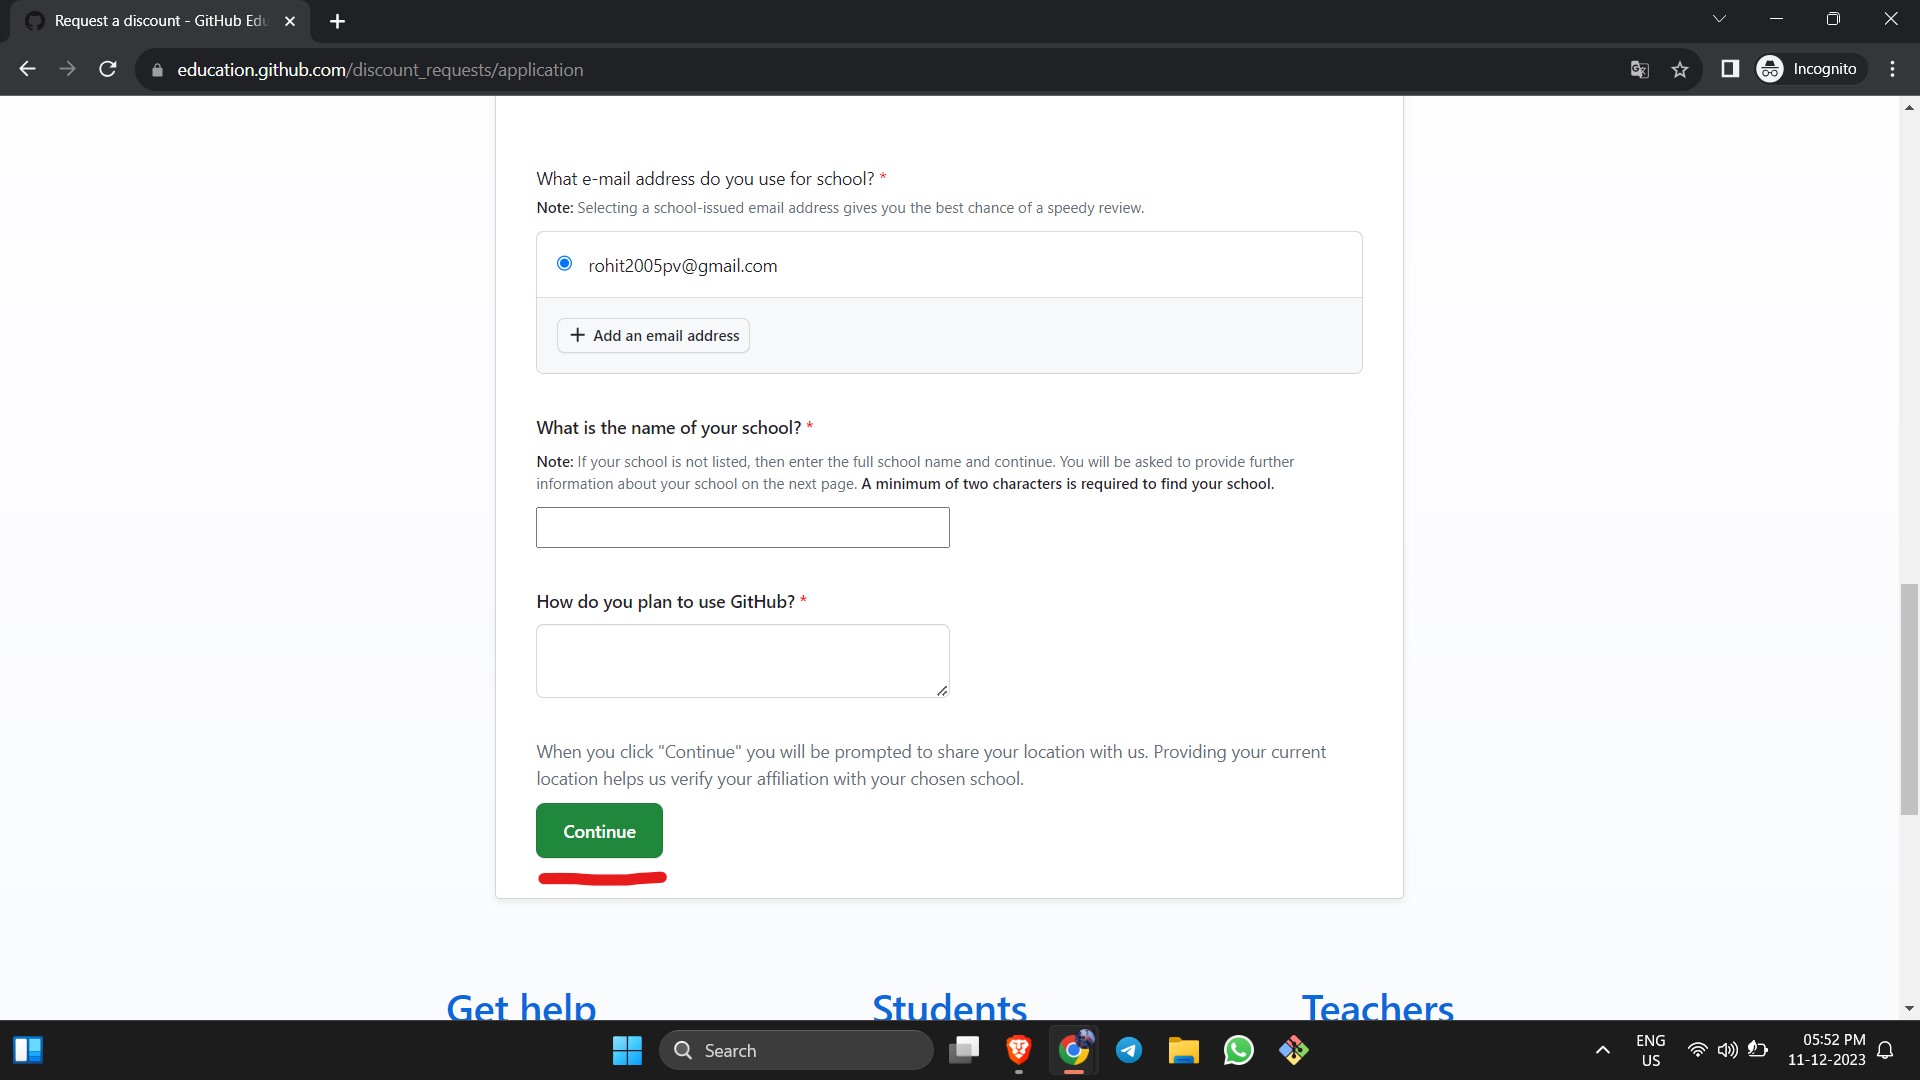 Request a discount - GitHub Edu
education.github.com/discount_requests/application
Incognito
What e-mail address do you use for school? *
Note: Selecting a school-issued email address gives you the best chance of a speedy review.
rohit2005pv@gmail.com
Add an email address
What is the name of your school? *
Note: If your school is not listed, then enter the full school name and continue. You will be asked to provide further
information about your school on the next page. A minimum of two characters is required to find your school.
How do you plan to use GitHub? *
When you click "Continue" you will be prompted to share your location with us. Providing your current
location helps us verify your affiliation with your chosen school.
Continue
Get help
Students
Teachers
Search
ENG
US
05:52 PM
11-12-2023